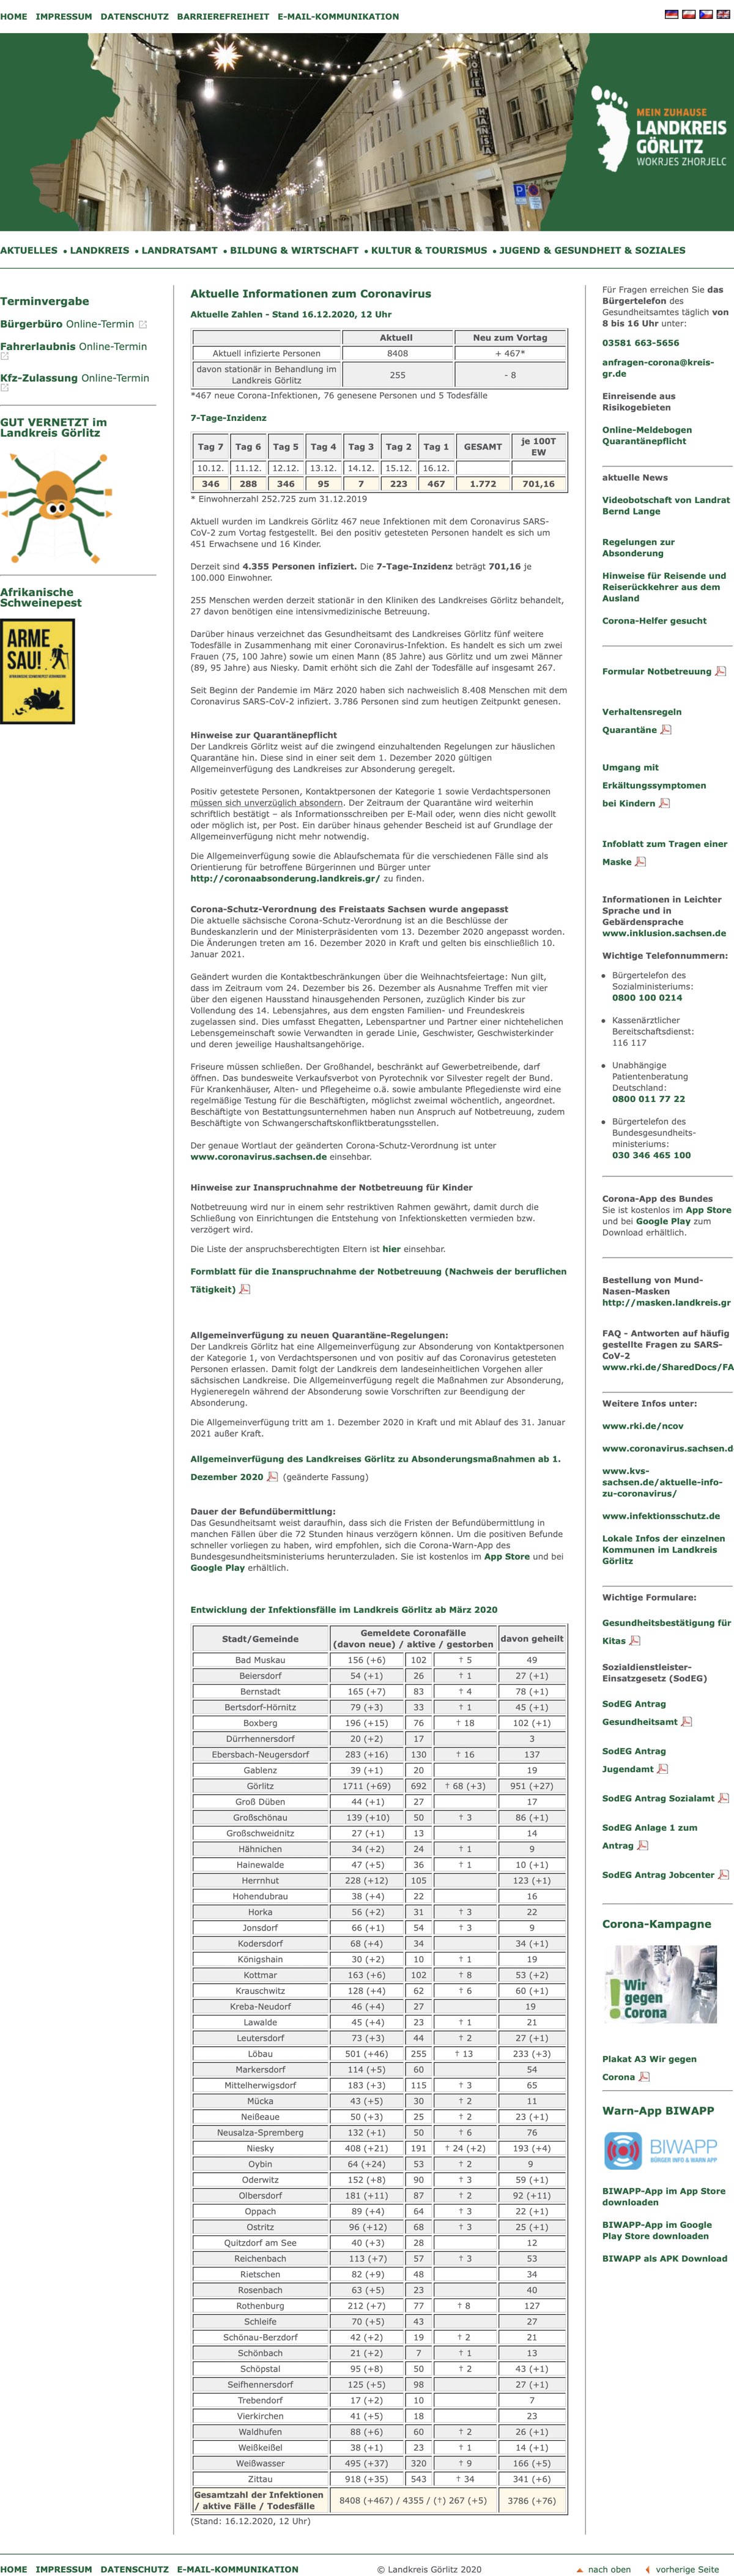 HOME IMPRESSUM DATENSCHUTZ BARRIEREFREIHEIT E-MAIL-KOMMUNIKATION
HOTEL HANSA
MEIN ZUHAUSE
LANDKREIS
GÖRLITZ
WOKRJES ZHORJELC
AKTUELLES • LANDKREIS • LANDRATSAMT • BILDUNG & WIRTSCHAFT • KULTUR & TOURISMUS • JUGEND & GESUNDHEIT & SOZIALES
Terminvergabe
Bürgerbüro Online-Termin
Fahrerlaubnis Online-Termin
Kfz-Zulassung Online-Termin
GUT VERNETZT im
Landkreis Görlitz
Afrikanische
Schweinepest
ARME
SAU!
Aktuelle Informationen zum Coronavirus
Aktuelle Zahlen - Stand 16.12.2020, 12 Uhr
Aktuell Neu zum Vortag
Aktuell infizierte Personen 8408 + 467*
davon stationär in Behandlung im
Landkreis Görlitz 255 - 8
*467 neue Corona-Infektionen, 76 genesene Personen und 5 Todesfälle
7-Tage-Inzidenz
Tag 7 Tag 6 Tag 5 Tag 4 Tag 3 Tag 2 Tag 1 GESAMT je 100T
EW
10.12. 11.12. 12.12. 13.12. 14.12. 15.12. 16.12.
346 288 346 95 7 223 467 1.772 701,16
* Einwohnerzahl 252.725 zum 31.12.2019
Aktuell wurden im Landkreis Görlitz 467 neue Infektionen mit dem Coronavirus SARS-
CoV-2 zum Vortag festgestellt. Bei den positiv getesteten Personen handelt es sich um
451 Erwachsene und 16 Kinder.
Derzeit sind 4.355 Personen infiziert. Die 7-Tage-Inzidenz beträgt 701,16 je
100.000 Einwohner.
255 Menschen werden derzeit stationär in den Kliniken des Landkreises Görlitz behandelt,
27 davon benötigen eine intensivmedizinische Betreuung.
Darüber hinaus verzeichnet das Gesundheitsamt des Landkreises Görlitz fünf weitere
Todesfälle in Zusammenhang mit einer Coronavirus-Infektion. Es handelt es sich um zwei
Frauen (75, 100 Jahre) sowie um einen Mann (85 Jahre) aus Görlitz und um zwei Männer
(89, 95 Jahre) aus Niesky. Damit erhöht sich die Zahl der Todesfälle auf insgesamt 267.
Seit Beginn der Pandemie im März 2020 haben sich nachweislich 8.408 Menschen mit dem
Coronavirus SARS-CoV-2 infiziert. 3.786 Personen sind zum heutigen Zeitpunkt genesen.
Hinweise zur Quarantänepflicht
Der Landkreis Görlitz weist auf die zwingend einzuhaltenden Regelungen zur häuslichen
Quarantäne hin. Diese sind in einer seit dem 1. Dezember 2020 gültigen
Allgemeinverfügung des Landkreises zur Absonderung geregelt.
Positiv getestete Personen, Kontaktpersonen der Kategorie 1 sowie Verdachtspersonen
müssen sich unverzüglich absondern. Der Zeitraum der Quarantäne wird weiterhin
schriftlich bestätigt – als Informationsschreiben per E-Mail oder, wenn dies nicht gewollt
oder möglich ist, per Post. Ein darüber hinaus gehender Bescheid ist auf Grundlage der
Allgemeinverfügung nicht mehr notwendig.
Die Allgemeinverfügung sowie die Ablaufschemata für die verschiedenen Fälle sind als
Orientierung für betroffene Bürgerinnen und Bürger unter
http://coronaabsonderung.landkreis.gr/ zu finden.
Corona-Schutz-Verordnung des Freistaats Sachsen wurde angepasst
Die aktuelle sächsische Corona-Schutz-Verordnung ist an die Beschlüsse der
Bundeskanzlerin und der Ministerpräsidenten vom 13. Dezember 2020 angepasst worden.
Die Änderungen treten am 16. Dezember 2020 in Kraft und gelten bis einschließlich 10.
Januar 2021.
Geändert wurden die Kontaktbeschränkungen über die Weihnachtsfeiertage: Nun gilt,
dass im Zeitraum vom 24. Dezember bis 26. Dezember als Ausnahme Treffen mit vier
über den eigenen Hausstand hinausgehenden Personen, zuzüglich Kinder bis zur
Vollendung des 14. Lebensjahres, aus dem engsten Familien- und Freundeskreis
zugelassen sind. Dies umfasst Ehegatten, Lebenspartner und Partner einer nichtehelichen
Lebensgemeinschaft sowie Verwandten in gerade Linie, Geschwister, Geschwisterkinder
und deren jeweilige Haushaltsangehörige.
Friseure müssen schließen. Der Großhandel, beschränkt auf Gewerbetreibende, darf
öffnen. Das bundesweite Verkaufsverbot von Pyrotechnik vor Silvester regelt der Bund.
Für Krankenhäuser, Alten- und Pflegeheime o.ä. sowie ambulante Pflegedienste wird eine
regelmäßige Testung für die Beschäftigten, möglichst zweimal wöchentlich, angeordnet.
Beschäftigte von Bestattungsunternehmen haben nun Anspruch auf Notbetreuung, zudem
Beschäftigte von Schwangerschaftskonfliktberatungsstellen.
Der genaue Wortlaut der geänderten Corona-Schutz-Verordnung ist unter
www.coronavirus.sachsen.de einsehbar.
Hinweise zur Inanspruchnahme der Notbetreuung für Kinder
Notbetreuung wird nur in einem sehr restriktiven Rahmen gewährt, damit durch die
Schließung von Einrichtungen die Entstehung von Infektionsketten vermieden bzw.
verzögert wird.
Die Liste der anspruchsberechtigten Eltern ist hier einsehbar.
Formblatt für die Inanspruchnahme der Notbetreuung (Nachweis der beruflichen
Tätigkeit)
Allgemeinverfügung zu neuen Quarantäne-Regelungen:
Der Landkreis Görlitz hat eine Allgemeinverfügung zur Absonderung von Kontaktpersonen
der Kategorie 1, von Verdachtspersonen und von positiv auf das Coronavirus getesteten
Personen erlassen. Damit folgt der Landkreis dem landeseinheitlichen Vorgehen aller
sächsischen Landkreise. Die Allgemeinverfügung regelt die Maßnahmen zur Absonderung,
Hygieneregeln während der Absonderung sowie Vorschriften zur Beendigung der
Absonderung.
Die Allgemeinverfügung tritt am 1. Dezember 2020 in Kraft und mit Ablauf des 31. Januar
2021 außer Kraft.
Allgemeinverfügung des Landkreises Görlitz zu Absonderungsmaßnahmen ab 1.
Dezember 2020 (geänderte Fassung)
Dauer der Befundübermittlung:
Das Gesundheitsamt weist daraufhin, dass sich die Fristen der Befundübermittlung in
manchen Fällen über die 72 Stunden hinaus verzögern können. Um die positiven Befunde
schneller vorliegen zu haben, wird empfohlen, sich die Corona-Warn-App des
Bundesgesundheitsministeriums herunterzuladen. Sie ist kostenlos im App Store und bei
Google Play erhältlich.
Entwicklung der Infektionsfälle im Landkreis Görlitz ab März 2020
Stadt/Gemeinde Gemeldete Coronafälle
(davon neue) / aktive / gestorben davon geheilt
Bad Muskau 156 (+6) 102 † 5 49
Beiersdorf 54 (+1) 26 † 1 27 (+1)
Bernstadt 165 (+7) 83 † 4 78 (+1)
Bertsdorf-Hörnitz 79 (+3) 33 † 1 45 (+1)
Boxberg 196 (+15) 76 † 18 102 (+1)
Dürrhennersdorf 20 (+2) 17 3
Ebersbach-Neugersdorf 283 (+16) 130 † 16 137
Gablenz 39 (+1) 20 19
Görlitz 1711 (+69) 692 † 68 (+3) 951 (+27)
Groß Düben 44 (+1) 27 17
Großschönau 139 (+10) 50 † 3 86 (+1)
Großschweidnitz 27 (+1) 13 14
Hähnichen 34 (+2) 24 † 1 9
Hainewalde 47 (+5) 36 † 1 10 (+1)
Herrnhut 228 (+12) 105 123 (+1)
Hohendubrau 38 (+4) 22 16
Horka 56 (+2) 31 † 3 22
Jonsdorf 66 (+1) 54 † 3 9
Kodersdorf 68 (+4) 34 34 (+1)
Königshain 30 (+2) 10 † 1 19
Kottmar 163 (+6) 102 † 8 53 (+2)
Krauschwitz 128 (+4) 62 † 6 60 (+1)
Kreba-Neudorf 46 (+4) 27 19
Lawalde 45 (+4) 23 † 1 21
Leutersdorf 73 (+3) 44 † 2 27 (+1)
Löbau 501 (+46) 255 † 13 233 (+3)
Markersdorf 114 (+5) 60 54
Mittelherwigsdorf 183 (+3) 115 † 3 65
Mücka 43 (+5) 30 † 2 11
Neißeaue 50 (+3) 25 † 2 23 (+1)
Neusalza-Spremberg 132 (+1) 50 † 6 76
Niesky 408 (+21) 191 † 24 (+2) 193 (+4)
Oybin 64 (+24) 53 † 2 9
Oderwitz 152 (+8) 90 † 3 59 (+1)
Olbersdorf 181 (+11) 87 † 2 92 (+11)
Oppach 89 (+4) 64 † 3 22 (+1)
Ostritz 96 (+12) 68 † 3 25 (+1)
Quitzdorf am See 40 (+3) 28 12
Reichenbach 113 (+7) 57 † 3 53
Rietschen 82 (+9) 48 34
Rosenbach 63 (+5) 23 40
Rothenburg 212 (+7) 77 † 8 127
Schleife 70 (+5) 43 27
Schönau-Berzdorf 42 (+2) 19 † 2 21
Schönbach 21 (+2) 7 † 1 13
Schöpstal 95 (+8) 50 † 2 43 (+1)
Seifhennersdorf 125 (+5) 98 27 (+1)
Trebendorf 17 (+2) 10 7
Vierkirchen 41 (+5) 18 23
Waldhufen 88 (+6) 60 † 2 26 (+1)
Weißkeißel 38 (+1) 23 † 1 14 (+1)
Weißwasser 495 (+37) 320 † 9 166 (+5)
Zittau 918 (+35) 543 † 34 341 (+6)
Gesamtzahl der Infektionen
/ aktive Fälle / Todesfälle 8408 (+467) / 4355 / (†) 267 (+5) 3786 (+76)
(Stand: 16.12.2020, 12 Uhr)
Für Fragen erreichen Sie das
Bürgertelefon des
Gesundheitsamtes täglich von
8 bis 16 Uhr unter:
03581 663-5656
anfragen-corona@kreis-
gr.de
Einreisende aus
Risikogebieten
Online-Meldebogen
Quarantänepflicht
aktuelle News
Videobotschaft von Landrat
Bernd Lange
Regelungen zur
Absonderung
Hinweise für Reisende und
Reiserückkehrer aus dem
Ausland
Corona-Helfer gesucht
Formular Notbetreuung
Verhaltensregeln
Quarantäne
Umgang mit
Erkältungssymptomen
bei Kindern
Infoblatt zum Tragen einer
Maske
Informationen in Leichter
Sprache und in
Gebärdensprache
www.inklusion.sachsen.de
Wichtige Telefonnummern:
• Bürgertelefon des
Sozialministeriums:
0800 100 0214
• Kassenärztlicher
Bereitschaftsdienst:
116 117
• Unabhängige
Patientenberatung
Deutschland:
0800 011 77 22
• Bürgertelefon des
Bundesgesundheits-
ministeriums:
030 346 465 100
Corona-App des Bundes
Sie ist kostenlos im App Store
und bei Google Play zum
Download erhältlich.
Bestellung von Mund-
Nasen-Masken
http://masken.landkreis.gr
FAQ - Antworten auf häufig
gestellte Fragen zu SARS-
CoV-2
www.rki.de/SharedDocs/FA
Weitere Infos unter:
www.rki.de/ncov
www.coronavirus.sachsen.d
www.kvs-
sachsen.de/aktuelle-info-
zu-coronavirus/
www.infektionsschutz.de
Lokale Infos der einzelnen
Kommunen im Landkreis
Görlitz
Wichtige Formulare:
Gesundheitsbestätigung für
Kitas
Sozialdienstleister-
Einsatzgesetz (SodEG)
SodEG Antrag
Gesundheitsamt
SodEG Antrag
Jugendamt
SodEG Antrag Sozialamt
SodEG Anlage 1 zum
Antrag
SodEG Antrag Jobcenter
Corona-Kampagne
Wir
gegen
Corona
Plakat A3 Wir gegen
Corona
Warn-App BIWAPP
BIWAPP
BÜRGER INFO & WARN APP
BIWAPP-App im App Store
downloaden
BIWAPP-App im Google
Play Store downloaden
BIWAPP als APK Download
HOME IMPRESSUM DATENSCHUTZ E-MAIL-KOMMUNIKATION © Landkreis Görlitz 2020 nach oben vorherige Seite